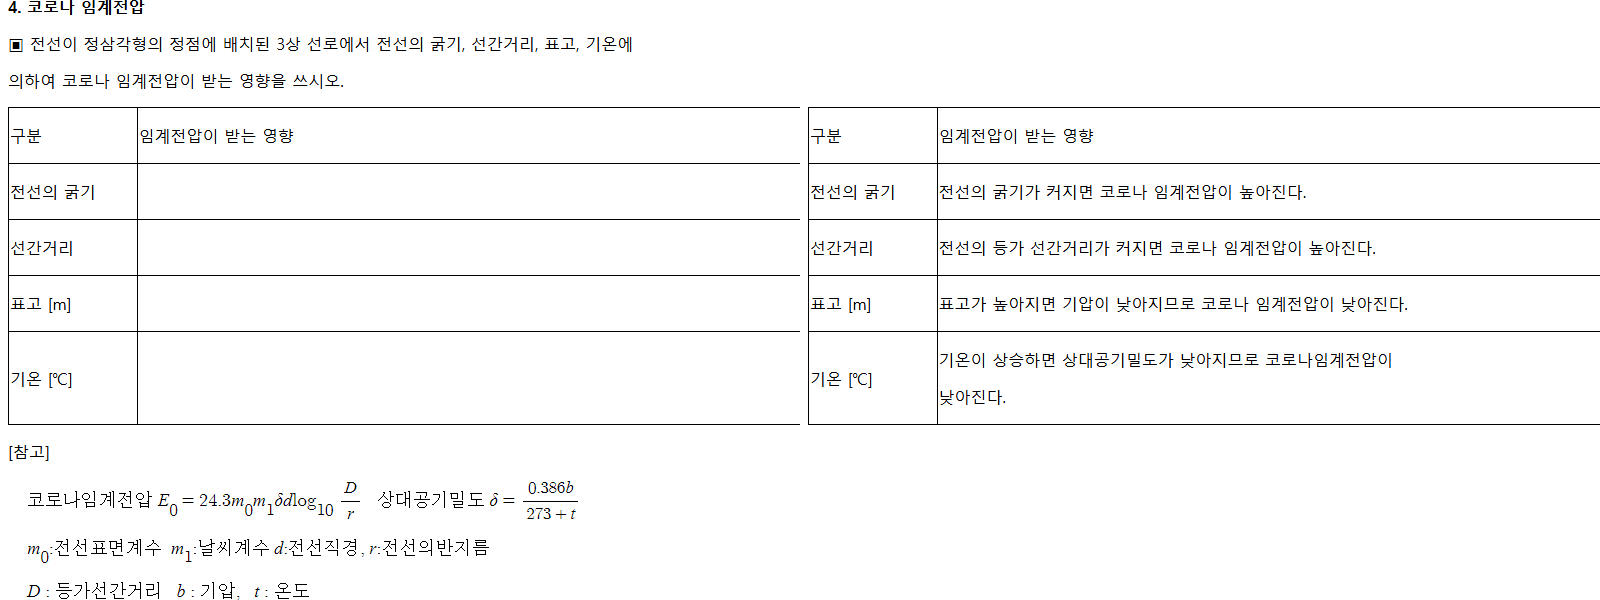 4. 코로나 임계전압
▣ 전선이 정삼각형의 정점에 배치된 3상 선로에서 전선의 굵기, 선간거리, 표고, 기온에
의하여 코로나 임계전압이 받는 영향을 쓰시오.
구분 임계전압이 받는 영향
전선의 굵기
선간거리
표고 [m]
기온 [℃]
구분 임계전압이 받는 영향
전선의 굵기 전선의 굵기가 커지면 코로나 임계전압이 높아진다.
선간거리 전선의 등가 선간거리가 커지면 코로나 임계전압이 높아진다.
표고 [m] 표고가 높아지면 기압이 낮아지므로 코로나 임계전압이 낮아진다.
기온 [℃] 기온이 상승하면 상대공기밀도가 낮아지므로 코로나임계전압이
낮아진다.
[참고]
코로나임계전압 E₀ = 24.3m₀m₁δdlog₁₀ D/r 상대공기밀도 δ = 0.386b/(273 + t)
m₀:전선표면계수 m₁:날씨계수 d:전선직경, r:전선의반지름
D : 등가선간거리 b : 기압, t : 온도